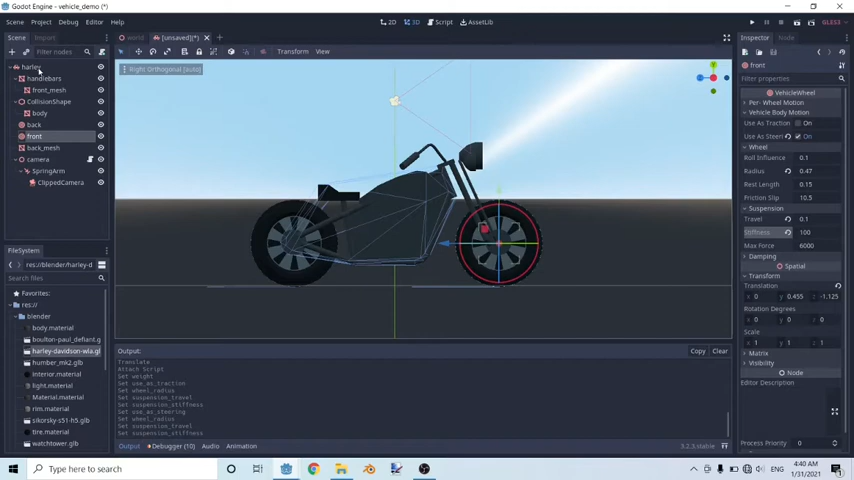 Godot Engine - vehicle_demo (*)
Scene Project Debug Editor Help
2D 3D Script AssetLib
GLES3
Scene Import
world [unsaved](*)
Inspector Node
Filter nodes
Transform View
harley
handlebars
front_mesh
CollisionShape
body
back
front
back_mesh
camera
SpringArm
ClippedCamera
Right Orthogonal [auto]
front
Filter properties
VehicleWheel
Per-Wheel Motion
Vehicle Body Motion
Use As Traction On
Use As Steeri On
Wheel
Roll Influence 0.1
Radius 0.47
Rest Length 0.15
Friction Slip 10.5
Suspension
Travel 0.1
Stiffness 100
Max Force 6000
Damping
Spatial
Transform
Translation
x 0 y 0.455 z -1.125
Rotation Degrees
x 0 y 0 z 0
Scale
x 1 y 1 z 1
Matrix
Visibility
Node
Editor Description
Process Priority 0
FileSystem
res://blender/harley-d
Search files
Favorites:
res://
blender
body.material
boulton-paul_defiant.g
harley-davidson-wla.gl
humber_mk2.glb
interior.material
light.material
Material.material
rim.material
sikorsky-s51-h5.glb
tire.material
watchtower.glb
Output:
Copy Clear
Translate
Attach Script
Set weight
Set use_as_traction
Set wheel_radius
Set suspension_travel
Set suspension_stiffness
Set use_as_steering
Set wheel_radius
Set suspension_travel
Set suspension_stiffness
Output Debugger (10) Audio Animation
3.2.3.stable
Type here to search
ENG
4:40 AM
1/31/2021